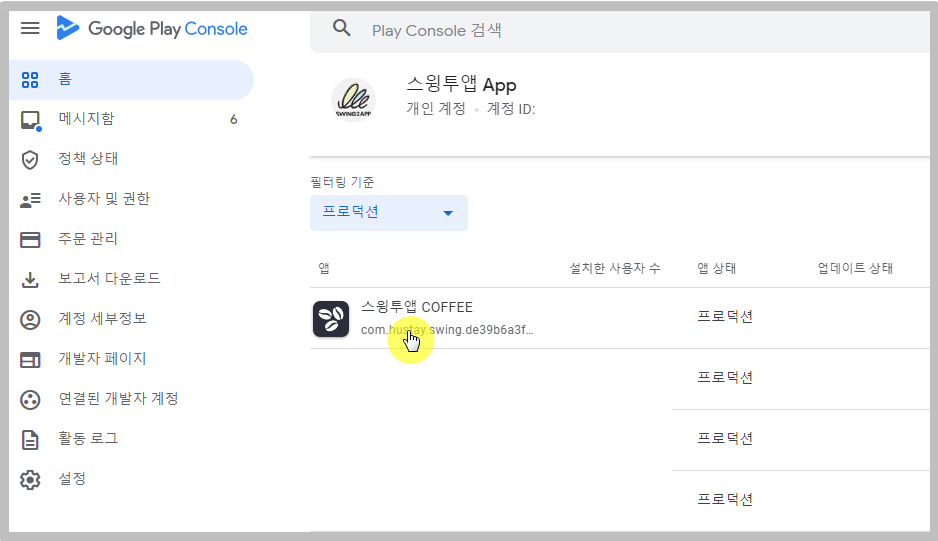 Google Play Console
Play Console 검색
홈
메시지함 6
정책 상태
사용자 및 권한
주문 관리
보고서 다운로드
계정 세부정보
개발자 페이지
연결된 개발자 계정
활동 로그
설정
SWING2APP
스윙투앱 App
개인 계정 • 계정 ID:
필터링 기준
프로덕션
앱 설치한 사용자 수 앱 상태 업데이트 상태
스윙투앱 COFFEE
com.hustay.swing.de39b6a3f...
프로덕션
프로덕션
프로덕션
프로덕션